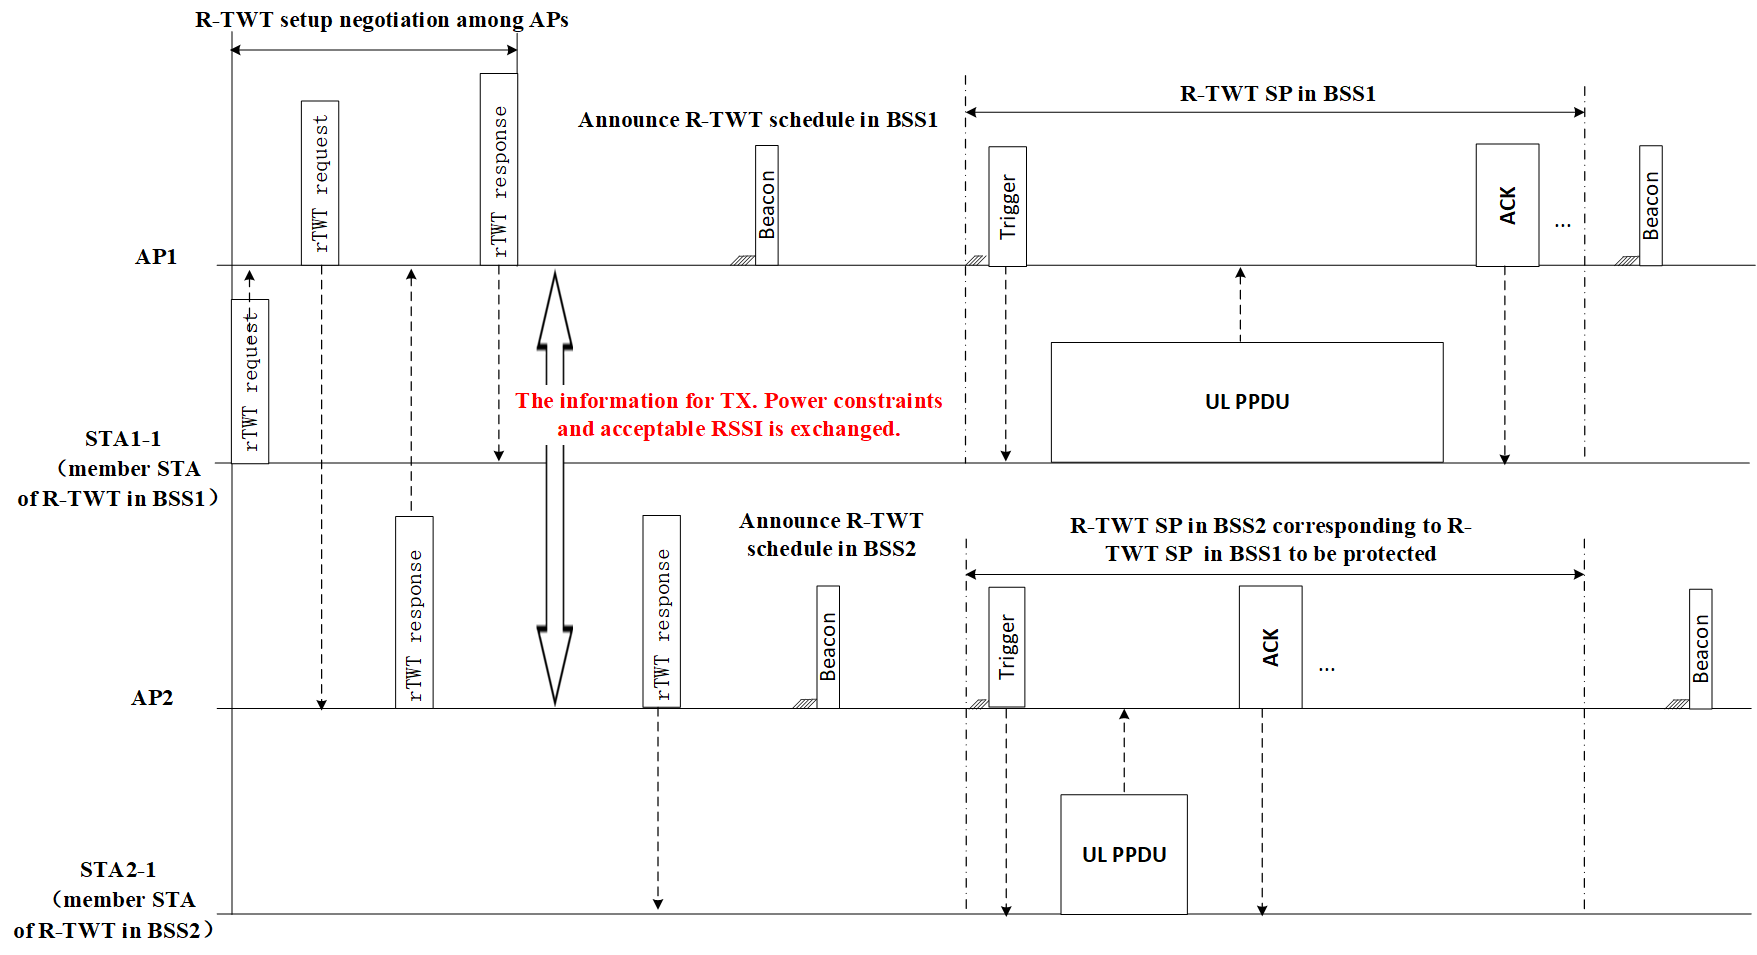 R-TWT setup negotiation among APs
R-TWT SP in BSS1
Announce R-TWT schedule in BSS1
rTWT request
rTWT response
Beacon
Trigger
ACK
...
Beacon
AP1
rTWT request
UL PPDU
The information for TX. Power constraints
and acceptable RSSI is exchanged.
STA1-1
（member STA
of R-TWT in BSS1）
Announce R-TWT
schedule in BSS2
R-TWT SP in BSS2 corresponding to R-
TWT SP in BSS1 to be protected
rTWT response
rTWT response
Beacon
Trigger
ACK
...
Beacon
AP2
UL PPDU
STA2-1
（member STA
of R-TWT in BSS2）